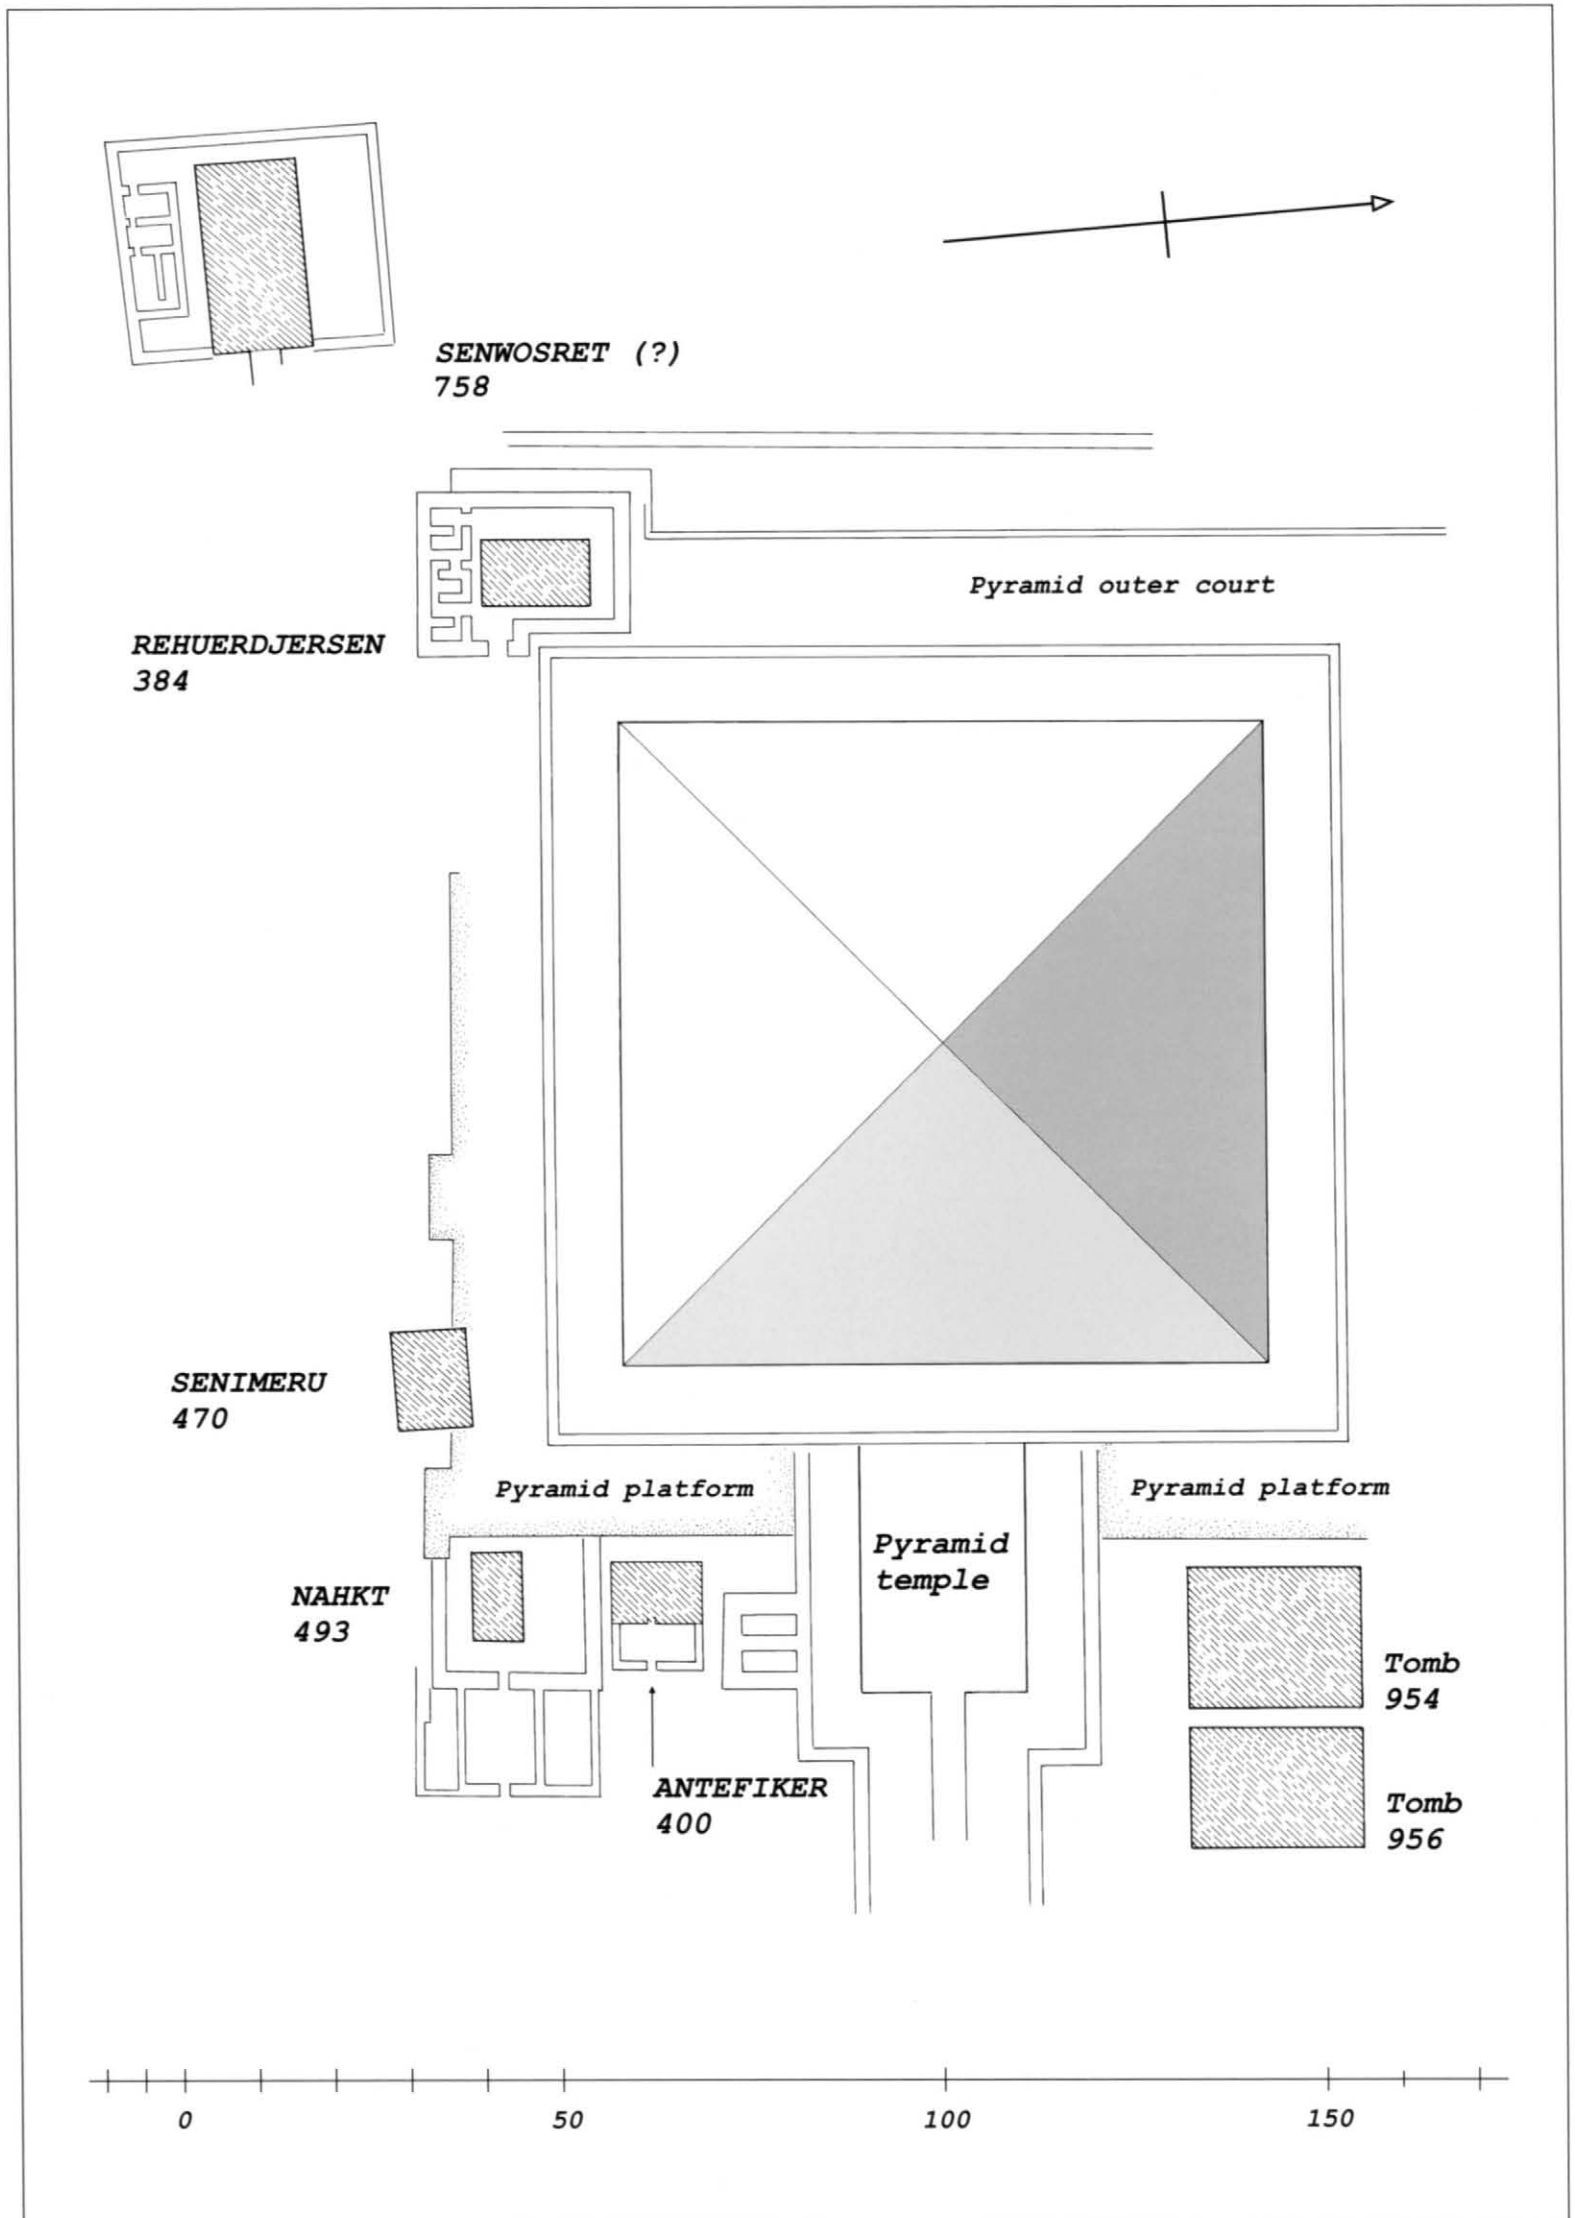 SENWOSRET (?)
758
Pyramid outer court
REHUERDJERSEN
384
SENIMERU
470
Pyramid platform
Pyramid platform
Pyramid
temple
NAHKT
493
Tomb
954
ANTEFIKER
400
Tomb
956
0 50 100 150